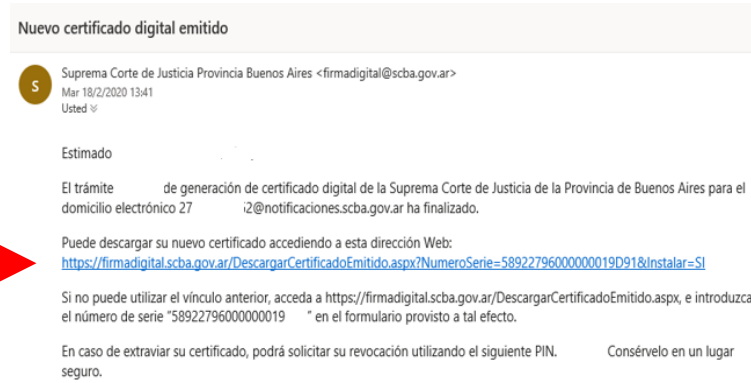 Nuevo certificado digital emitido
S
Suprema Corte de Justicia Provincia Buenos Aires <firmadigital@scba.gov.ar>
Mar 18/2/2020 13:41
Usted
Estimado
El trámite de generación de certificado digital de la Suprema Corte de Justicia de la Provincia de Buenos Aires para el
domicilio electrónico 27 2@notificaciones.scba.gov.ar ha finalizado.
Puede descargar su nuevo certificado accediendo a esta dirección Web:
https://firmadigital.scba.gov.ar/DescargarCertificadoEmitido.aspx?NumeroSerie=58922796000000019D91&Instalar=SI
Si no puede utilizar el vínculo anterior, acceda a https://firmadigital.scba.gov.ar/DescargarCertificadoEmitido.aspx, e introduzca
el número de serie "58922796000000019 " en el formulario provisto a tal efecto.
En caso de extraviar su certificado, podrá solicitar su revocación utilizando el siguiente PIN. Consérvelo en un lugar
seguro.